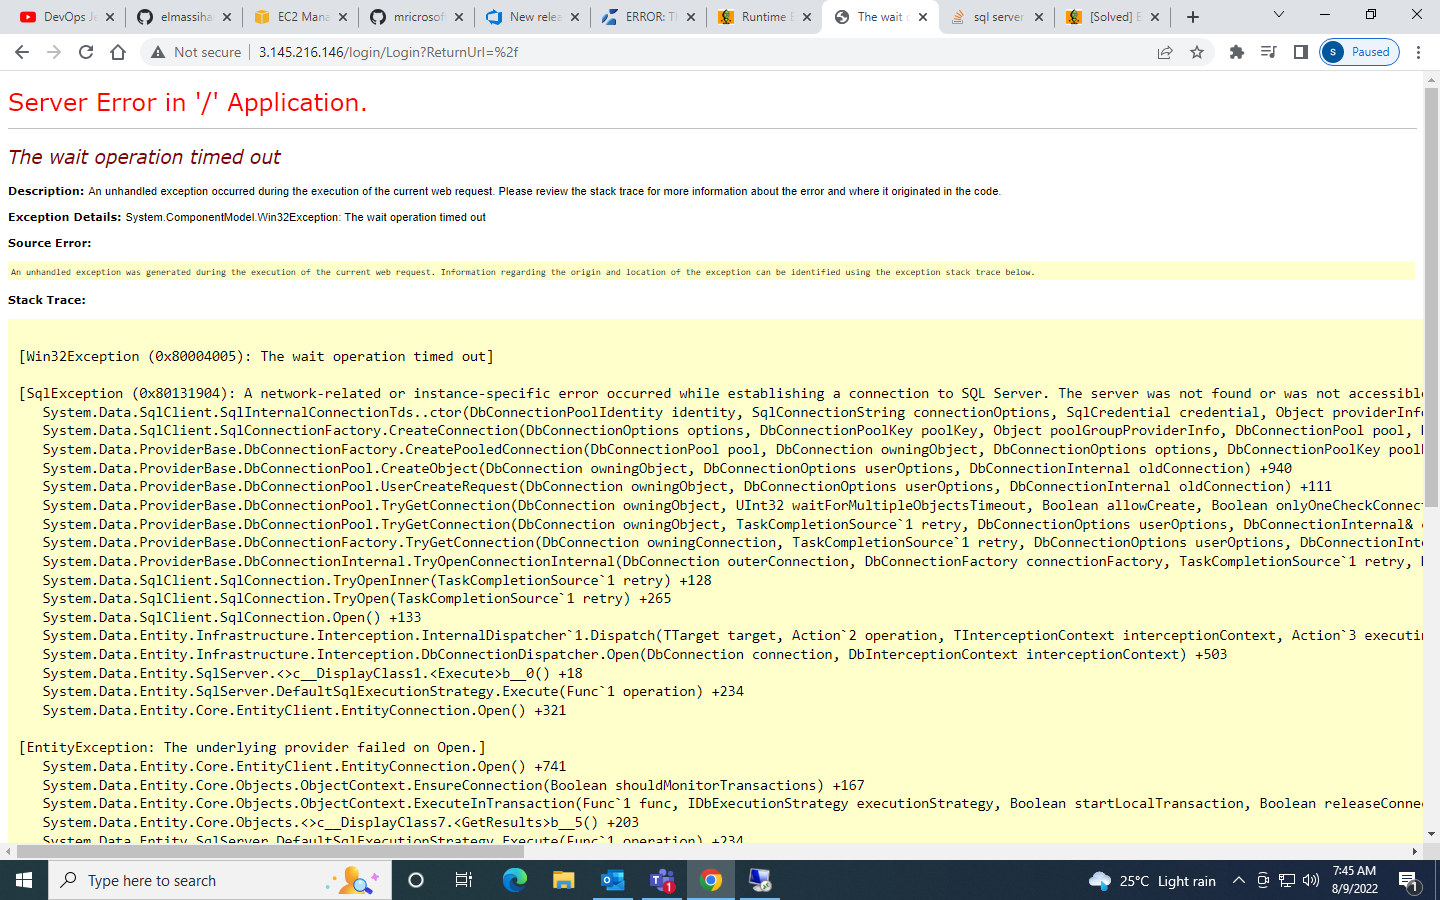 DevOps Je
elmassiha
EC2 Mana
mricrosof
New relea
ERROR: Th
Runtime E
The wait o
sql server
[Solved] E
Not secure
3.145.216.146/login/Login?ReturnUrl=%2f
S Paused
Server Error in '/' Application.
The wait operation timed out
Description: An unhandled exception occurred during the execution of the current web request. Please review the stack trace for more information about the error and where it originated in the code.
Exception Details: System.ComponentModel.Win32Exception: The wait operation timed out
Source Error:
An unhandled exception was generated during the execution of the current web request. Information regarding the origin and location of the exception can be identified using the exception stack trace below.
Stack Trace:
[Win32Exception (0x80004005): The wait operation timed out]
[SqlException (0x80131904): A network-related or instance-specific error occurred while establishing a connection to SQL Server. The server was not found or was not accessible
System.Data.SqlClient.SqlInternalConnectionTds..ctor(DbConnectionPoolIdentity identity, SqlConnectionString connectionOptions, SqlCredential credential, Object providerInf
System.Data.SqlClient.SqlConnectionFactory.CreateConnection(DbConnectionOptions options, DbConnectionPoolKey poolKey, Object poolGroupProviderInfo, DbConnectionPool pool,
System.Data.ProviderBase.DbConnectionFactory.CreatePooledConnection(DbConnectionPool pool, DbConnection owningObject, DbConnectionOptions options, DbConnectionPoolKey pool
System.Data.ProviderBase.DbConnectionPool.CreateObject(DbConnection owningObject, DbConnectionOptions userOptions, DbConnectionInternal oldConnection) +940
System.Data.ProviderBase.DbConnectionPool.UserCreateRequest(DbConnection owningObject, DbConnectionOptions userOptions, DbConnectionInternal oldConnection) +111
System.Data.ProviderBase.DbConnectionPool.TryGetConnection(DbConnection owningObject, UInt32 waitForMultipleObjectsTimeout, Boolean allowCreate, Boolean onlyOneCheckConnect
System.Data.ProviderBase.DbConnectionPool.TryGetConnection(DbConnection owningObject, TaskCompletionSource`1 retry, DbConnectionOptions userOptions, DbConnectionInternal&
System.Data.ProviderBase.DbConnectionFactory.TryGetConnection(DbConnection owningConnection, TaskCompletionSource`1 retry, DbConnectionOptions userOptions, DbConnectionInte
System.Data.ProviderBase.DbConnectionInternal.TryOpenConnectionInternal(DbConnection outerConnection, DbConnectionFactory connectionFactory, TaskCompletionSource`1 retry,
System.Data.SqlClient.SqlConnection.TryOpenInner(TaskCompletionSource`1 retry) +128
System.Data.SqlClient.SqlConnection.TryOpen(TaskCompletionSource`1 retry) +265
System.Data.SqlClient.SqlConnection.Open() +133
System.Data.Entity.Infrastructure.Interception.InternalDispatcher`1.Dispatch(TTarget target, Action`2 operation, TInterceptionContext interceptionContext, Action`3 executi
System.Data.Entity.Infrastructure.Interception.DbConnectionDispatcher.Open(DbConnection connection, DbInterceptionContext interceptionContext) +503
System.Data.Entity.SqlServer.<>c__DisplayClass1.<Execute>b__0() +18
System.Data.Entity.SqlServer.DefaultSqlExecutionStrategy.Execute(Func`1 operation) +234
System.Data.Entity.Core.EntityClient.EntityConnection.Open() +321
[EntityException: The underlying provider failed on Open.]
System.Data.Entity.Core.EntityClient.EntityConnection.Open() +741
System.Data.Entity.Core.Objects.ObjectContext.EnsureConnection(Boolean shouldMonitorTransactions) +167
System.Data.Entity.Core.Objects.ObjectContext.ExecuteInTransaction(Func`1 func, IDbExecutionStrategy executionStrategy, Boolean startLocalTransaction, Boolean releaseConne
System.Data.Entity.Core.Objects.<>c__DisplayClass7.<GetResults>b__5() +203
System.Data.Entity.SqlServer.DefaultSqlExecutionStrategy.Execute(Func`1 operation) +234
Type here to search
1
25°C Light rain
7:45 AM
8/9/2022
1